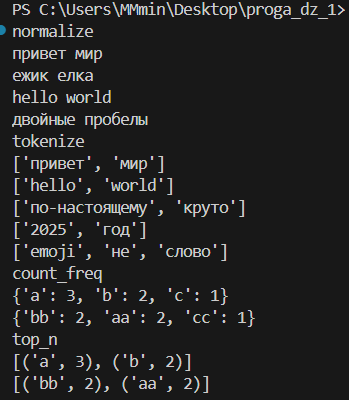 PS C:\Users\MMmin\Desktop\proga_dz_1>
normalize
привет мир
ежик елка
hello world
двойные пробелы
tokenize
['привет', 'мир']
['hello', 'world']
['по-настоящему', 'круто']
['2025', 'год']
['emoji', 'не', 'слово']
count_freq
{'a': 3, 'b': 2, 'c': 1}
{'bb': 2, 'aa': 2, 'cc': 1}
top_n
[('a', 3), ('b', 2)]
[('bb', 2), ('aa', 2)]